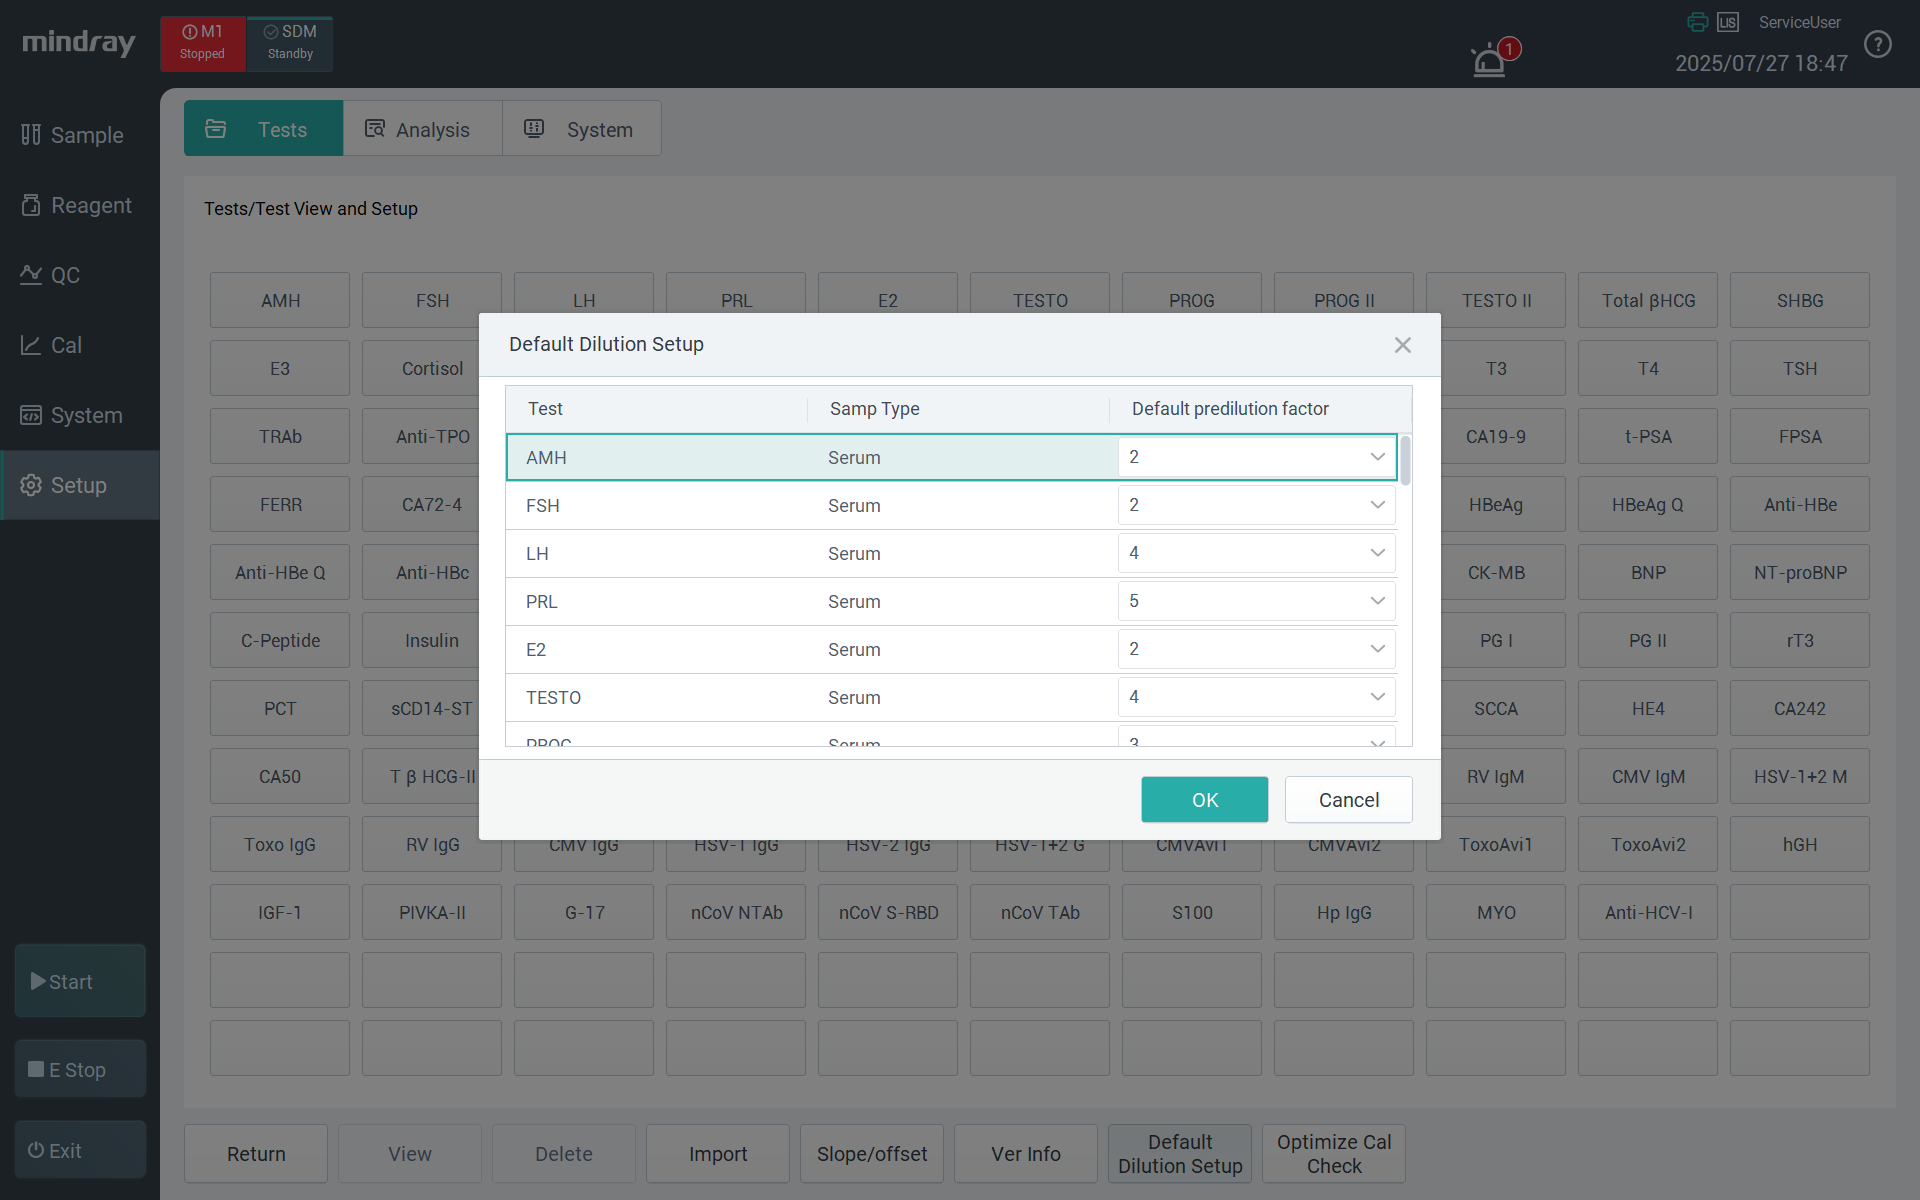 mindray
M1
Stopped
SDM
Standby
1
LIS
ServiceUser
2025/07/27 18:47
?
Sample
Reagent
QC
Cal
System
Setup
Start
E Stop
Exit
Tests
Analysis
System
Tests/Test View and Setup
AMH FSH LH PRL E2 TESTO PROG PROG II TESTO II Total βHCG SHBG
E3 Cortisol T3 T4 TSH
TRAb Anti-TPO CA19-9 t-PSA FPSA
FERR CA72-4 HBeAg HBeAg Q Anti-HBe
Anti-HBe Q Anti-HBc CK-MB BNP NT-proBNP
C-Peptide Insulin PG I PG II rT3
PCT sCD14-ST SCCA HE4 CA242
CA50 T β HCG-II RV IgM CMV IgM HSV-1+2 M
Toxo IgG RV IgG CMV IgG HSV-1 IgG HSV-2 IgG HSV-1+2 G CMVAvi1 CMVAvi2 ToxoAvi1 ToxoAvi2 hGH
IGF-1 PIVKA-II G-17 nCoV NTAb nCoV S-RBD nCoV TAb S100 Hp IgG MYO Anti-HCV-I
Default Dilution Setup
Test Samp Type Default predilution factor
AMH Serum 2
FSH Serum 2
LH Serum 4
PRL Serum 5
E2 Serum 2
TESTO Serum 4
PROG Serum 3
OK
Cancel
Return
View
Delete
Import
Slope/offset
Ver Info
Default
Dilution Setup
Optimize Cal
Check